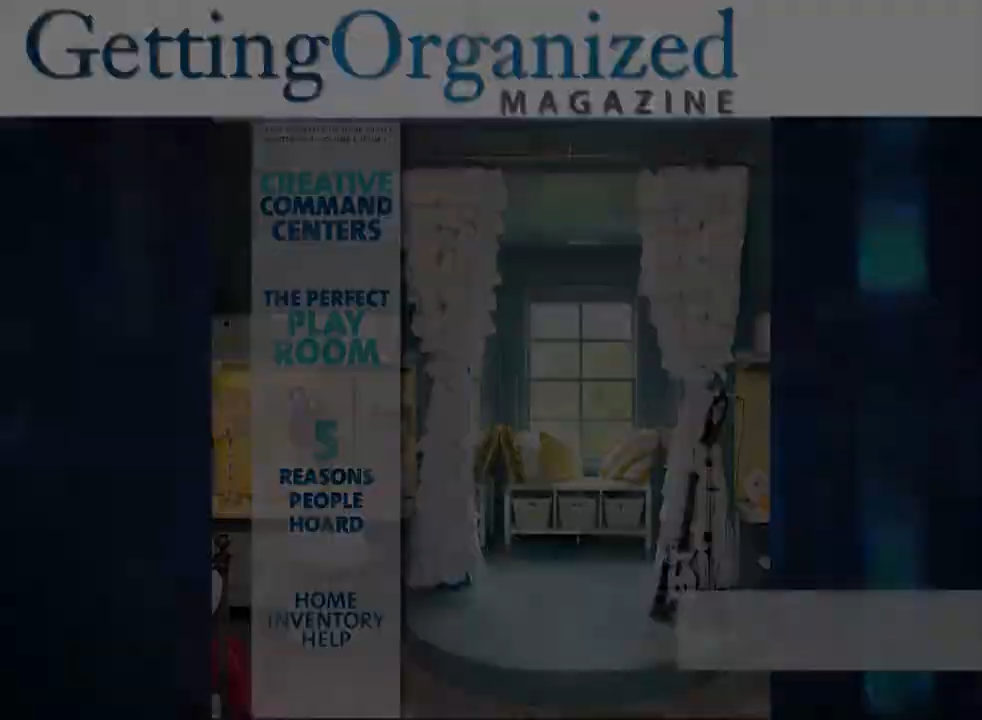 GettingOrganized
MAGAZINE
CREATIVE
COMMAND
CENTERS
THE PERFECT
PLAY
ROOM
5
REASONS
PEOPLE
HOARD
HOME
INVENTORY
HELP